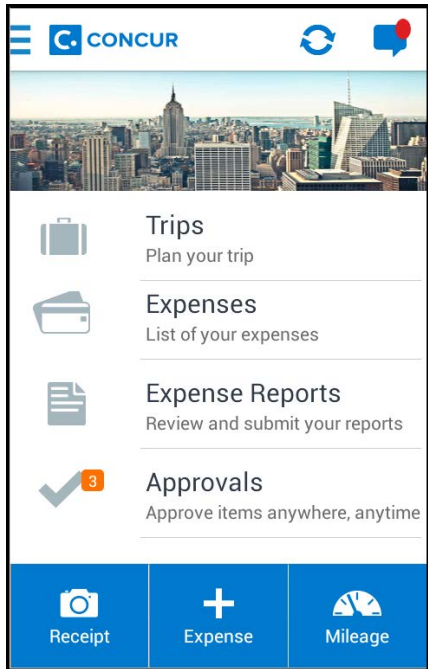 C. CONCUR
Trips
Plan your trip
Expenses
List of your expenses
Expense Reports
Review and submit your reports
3
Approvals
Approve items anywhere, anytime
Receipt
Expense
Mileage